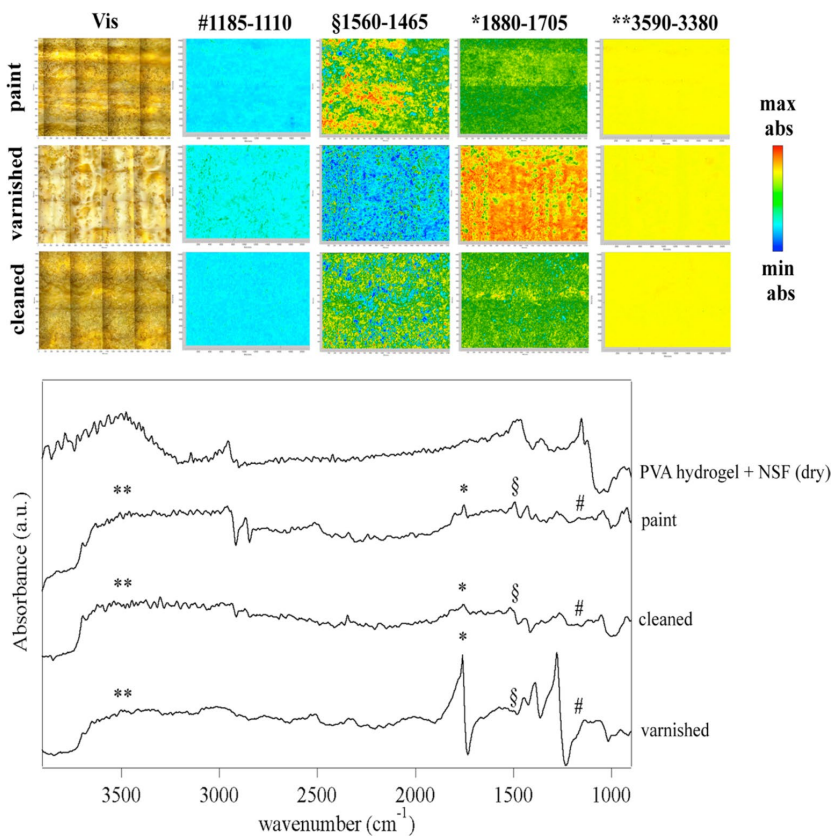 Vis #1185-1110 §1560-1465 *1880-1705 **3590-3380
paint
varnished
cleaned
max
abs
min
abs
PVA hydrogel + NSF (dry)
** * § #
paint
** * § #
cleaned
** * § #
varnished
Absorbance (a.u.)
3500 3000 2500 2000 1500 1000
wavenumber (cm-1)